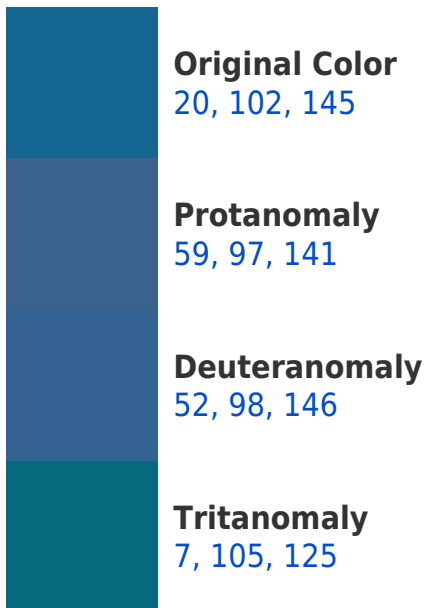 Original Color
20, 102, 145
Protanomaly
59, 97, 141
Deuteranomaly
52, 98, 146
Tritanomaly
7, 105, 125